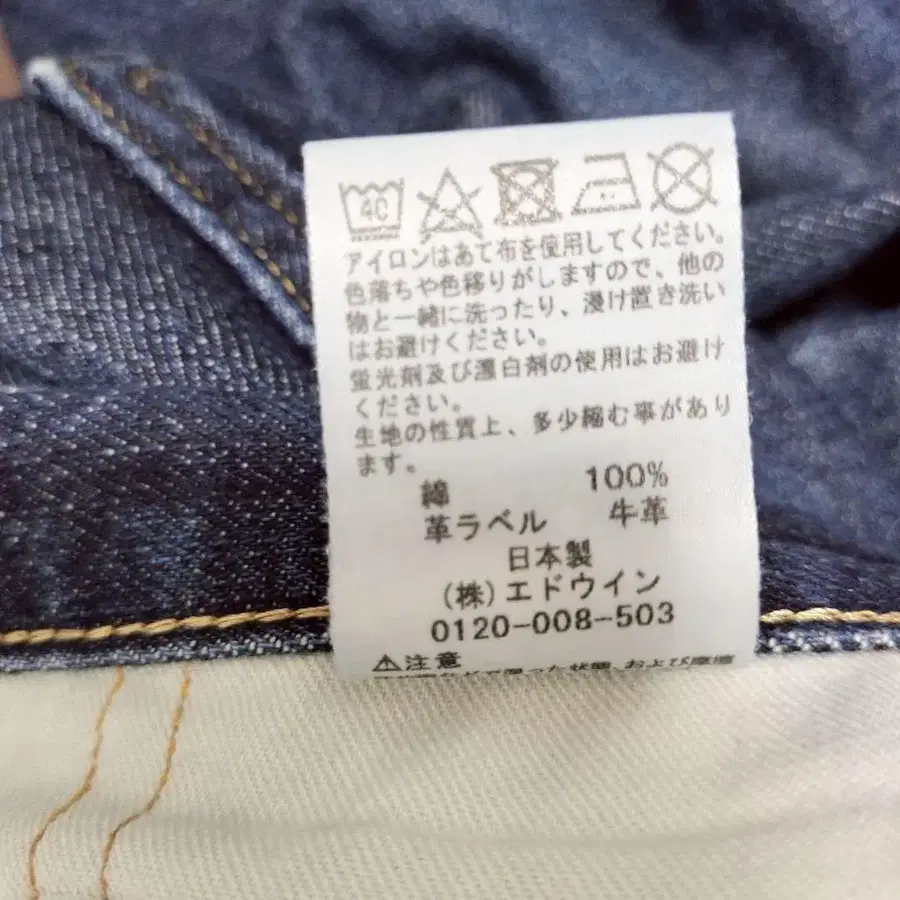 40
アイロンはあて布を使用してください。
色落ちや色移りがしますので、他の
物と一緒に洗ったり、浸け置き洗い
はお避けください。
蛍光剤及び漂白剤の使用はお避け
ください。
生地の性質上、多少縮む事があり
ます。
綿 100%
革ラベル 牛革
日本製
(株)エドウイン
0120-008-503
⚠注意